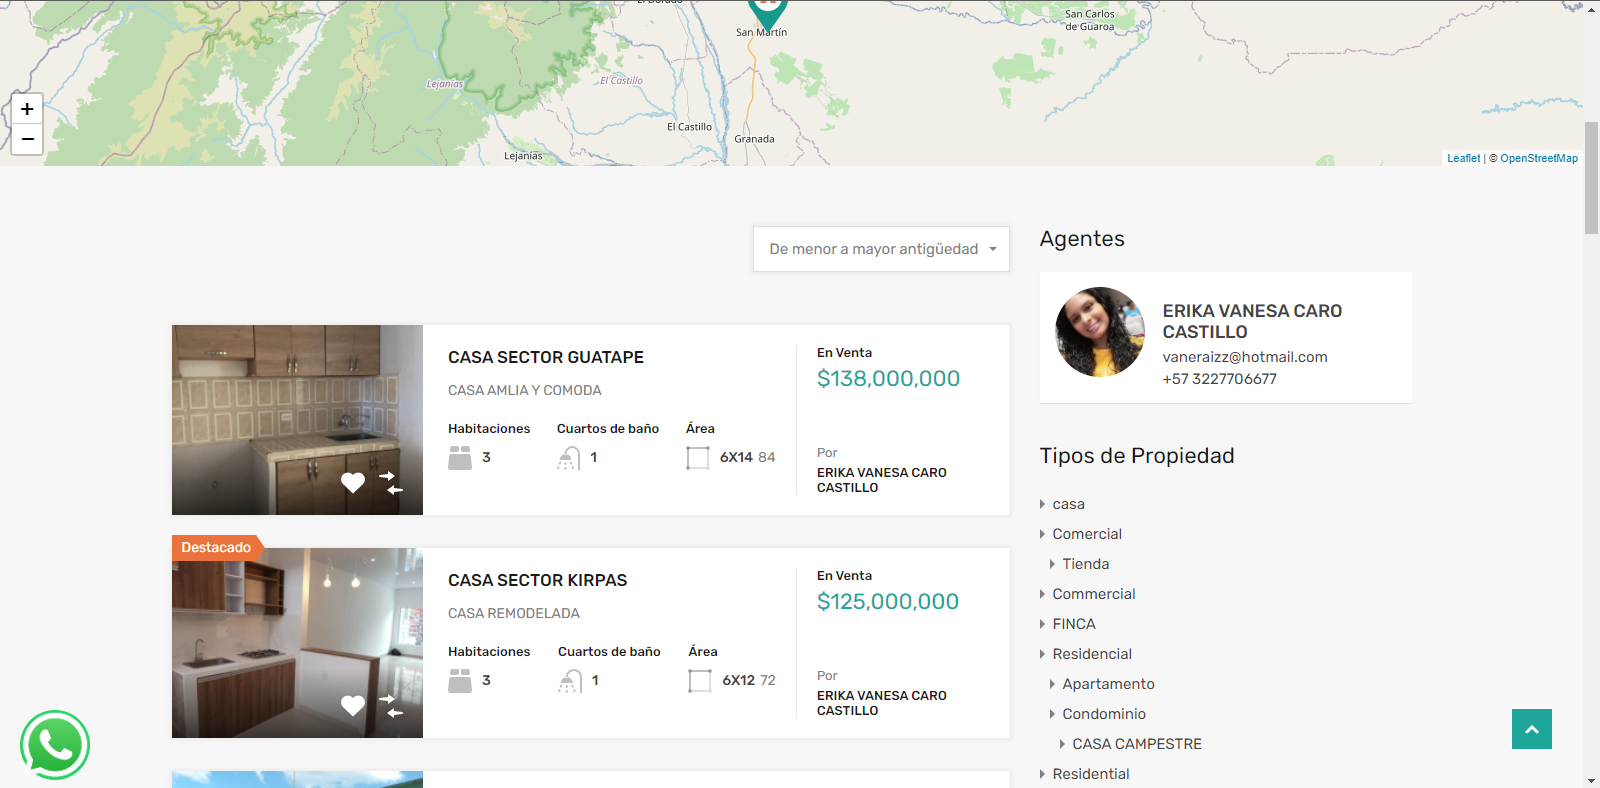 El Dorado
San Martín
San Carlos
de Guaroa
Lejanías
El Castillo
El Castillo
Granada
Lejanías
+
−
Leaflet | © OpenStreetMap
De menor a mayor antigüedad
CASA SECTOR GUATAPE
CASA AMLIA Y COMODA
Habitaciones Cuartos de baño Área
3 1 6X14 84
En Venta
$138,000,000
Por
ERIKA VANESA CARO
CASTILLO
Destacado
CASA SECTOR KIRPAS
CASA REMODELADA
Habitaciones Cuartos de baño Área
3 1 6X12 72
En Venta
$125,000,000
Por
ERIKA VANESA CARO
CASTILLO
Agentes
ERIKA VANESA CARO
CASTILLO
vaneraizz@hotmail.com
+57 3227706677
Tipos de Propiedad
casa
Comercial
Tienda
Commercial
FINCA
Residencial
Apartamento
Condominio
CASA CAMPESTRE
Residential